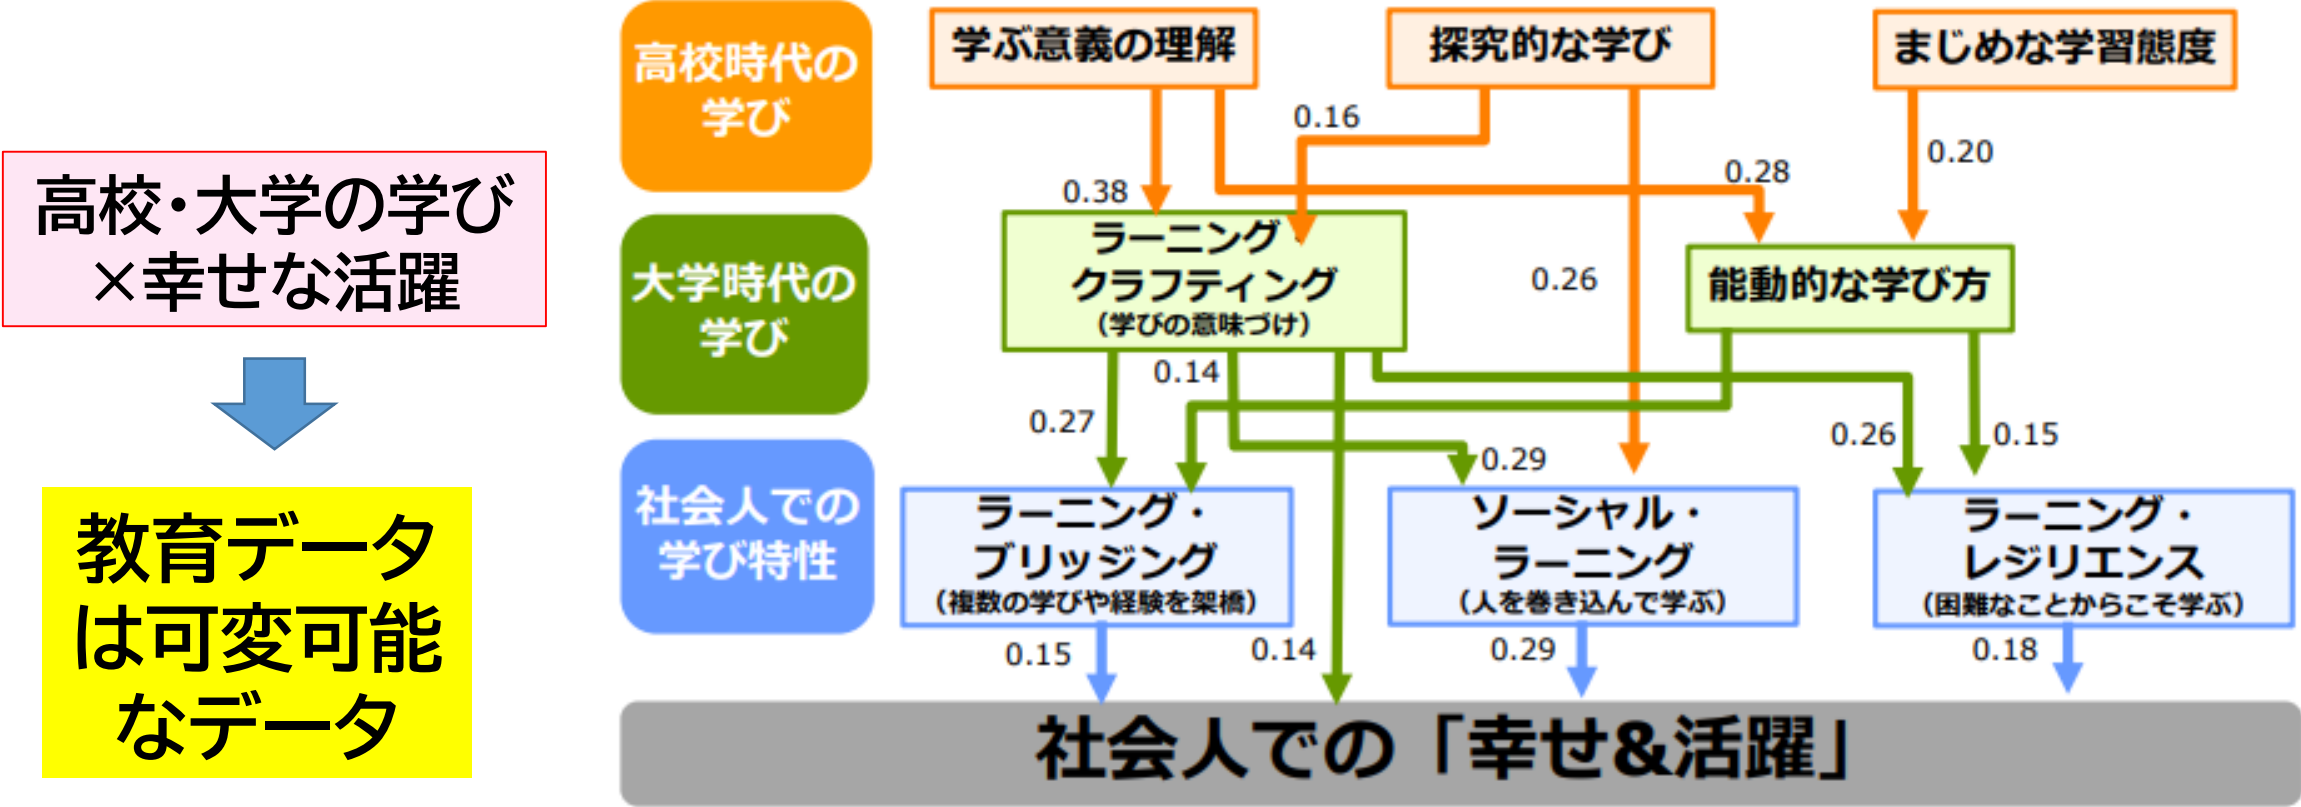 高校・大学の学び
×幸せな活躍
教育データ
は可変可能
なデータ
高校時代の
学び
学ぶ意義の理解
探究的な学び
まじめな学習態度
0.16
0.20
0.28
0.38
大学時代の
学び
ラーニング・
クラフティング
（学びの意味づけ）
0.26
能動的な学び方
0.14
0.27
0.29
0.26
0.15
社会人での
学び特性
ラーニング・
ブリッジング
（複数の学びや経験を架橋）
ソーシャル・
ラーニング
（人を巻き込んで学ぶ）
ラーニング・
レジリエンス
（困難なことからこそ学ぶ）
0.15
0.14
0.29
0.18
社会人での「幸せ&活躍」